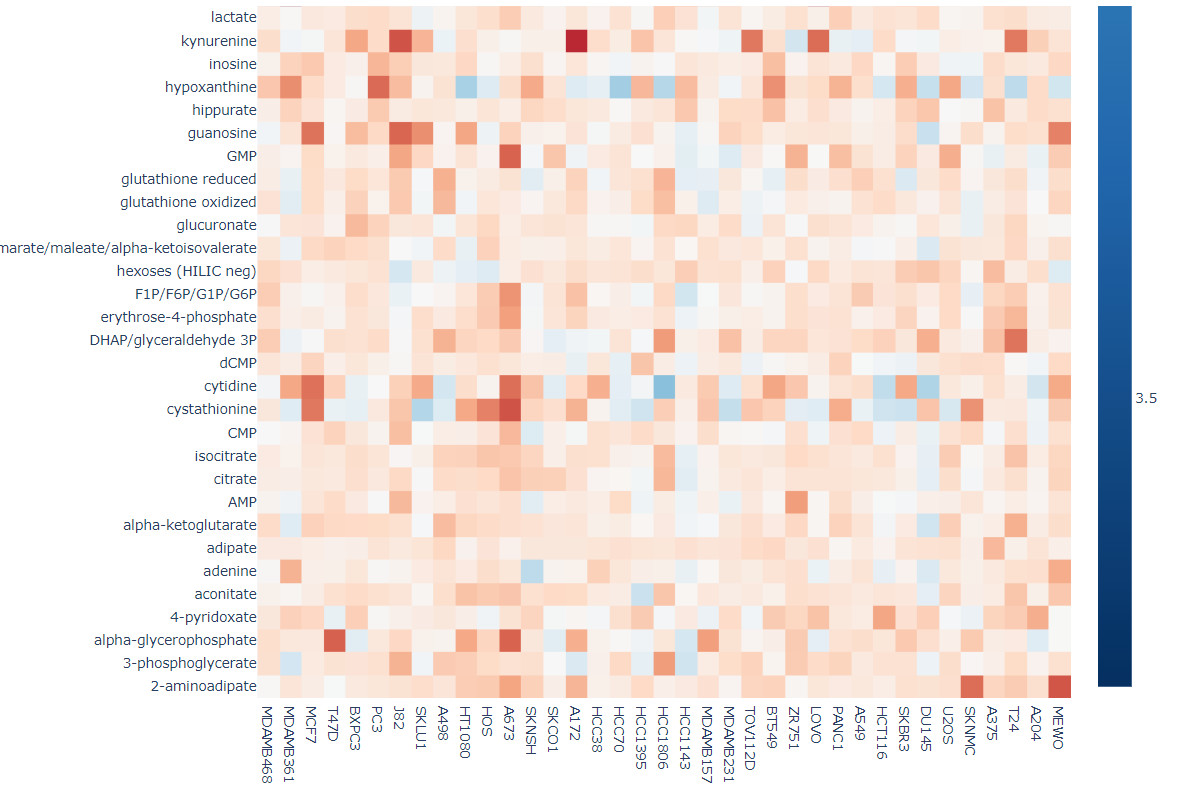 lactate
kynurenine
inosine
hypoxanthine
hippurate
guanosine
GMP
glutathione reduced
glutathione oxidized
glucuronate
marate/maleate/alpha-ketoisovalerate
hexoses (HILIC neg)
F1P/F6P/G1P/G6P
erythrose-4-phosphate
DHAP/glyceraldehyde 3P
dCMP
cytidine
3.5
cystathionine
CMP
isocitrate
citrate
AMP
alpha-ketoglutarate
adipate
adenine
aconitate
4-pyridoxate
alpha-glycerophosphate
3-phosphoglycerate
2-aminoadipate
MDAMB468
MDAMB361
MCF7
T47D
BXPC3
PC3
J82
SKLU1
A498
HT1080
HOS
A673
SKNSH
SKCO1
A172
HCC38
HCC70
HCC1395
HCC1806
HCC1143
MDAMB157
MDAMB231
TOV112D
BT549
ZR751
LOVO
PANC1
A549
HCT116
SKBR3
DU145
U2OS
SKNMC
A375
T24
A204
MEWO